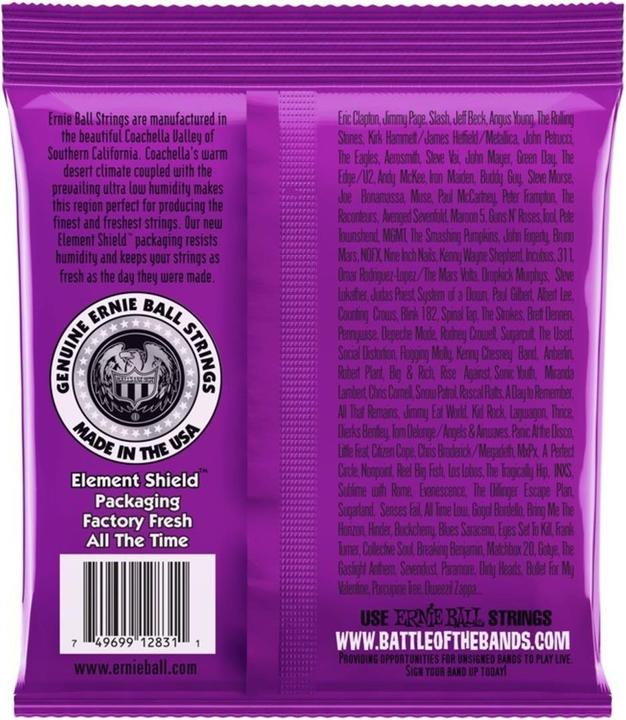 Ernie Ball Strings are manufactured in
the beautiful Coachella Valley of
Southern California. Coachella's warm
desert climate coupled with the
prevailing ultra low humidity makes
this region perfect for producing the
finest and freshest strings. Our new
Element Shield™ packaging resists
humidity and keeps your strings as
fresh as the day they were made.
GENUINE ERNIE BALL STRINGS
MADE IN THE USA
Element Shield™
Packaging
Factory Fresh
All The Time
7 49699 12831 1
www.ernieball.com
Eric Clapton, Jimmy Page, Slash, Jeff Beck, Angus Young, The Rolling
Stones, Kirk Hammett/James Hetfield/Metallica, John Petrucci,
The Eagles, Aerosmith, Steve Vai, John Mayer, Green Day, The
Edge/U2, Andy McKee, Iron Maiden, Buddy Guy, Steve Morse,
Joe Bonamassa, Muse, Paul McCartney, Peter Frampton, The
Raconteurs, Avenged Sevenfold, Maroon 5, Guns N' Roses, Tool, Pete
Townshend, MGMT, The Smashing Pumpkins, John Fogerty, Bruno
Mars, NOFX, Nine Inch Nails, Kenny Wayne Shepherd, Incubus, 311,
Omar Rodriguez-Lopez/The Mars Volta, Dropkick Murphys, Steve
Lukather, Judas Priest, System of a Down, Paul Gilbert, Albert Lee,
Counting Crows, Blink 182, Spinal Tap, The Strokes, Brett Dennen,
Pennywise, Depeche Mode, Rodney Crowell, Sugarcult, The Used,
Social Distortion, Flogging Molly, Kenny Chesney Band, Anberlin,
Robert Plant, Big & Rich, Rise Against, Sonic Youth, Miranda
Lambert, Chris Cornell, Snow Patrol, Rascal Flatts, A Day to Remember,
All That Remains, Jimmy Eat World, Kid Rock, Lagwagon, Thrice,
Dierks Bentley, Tom Delonge/Angels & Airwaves, Panic At the Disco,
Little Feat, Citizen Cope, Chris Broderick/Megadeth, MxPx, A Perfect
Circle, Nonpoint, Reel Big Fish, Los Lobos, The Tragically Hip, INXS,
Sublime with Rome, Evanescence, The Dillinger Escape Plan,
Sugarland, Senses Fail, All Time Low, Gogol Bordello, Bring Me The
Horizon, Hinder, Buckcherry, Blues Saraceno, Eyes Set To Kill, Frank
Turner, Collective Soul, Breaking Benjamin, Matchbox 20, Gotye, The
Gaslight Anthem, Sevendust, Paramore, Dirty Heads, Bullet For My
Valentine, Porcupine Tree, Dweezil Zappa...
USE ERNIE BALL STRINGS
WWW.BATTLEOFTHEBANDS.COM
PROVIDING OPPORTUNITIES FOR UNSIGNED BANDS TO PLAY LIVE.
SIGN YOUR BAND UP TODAY!